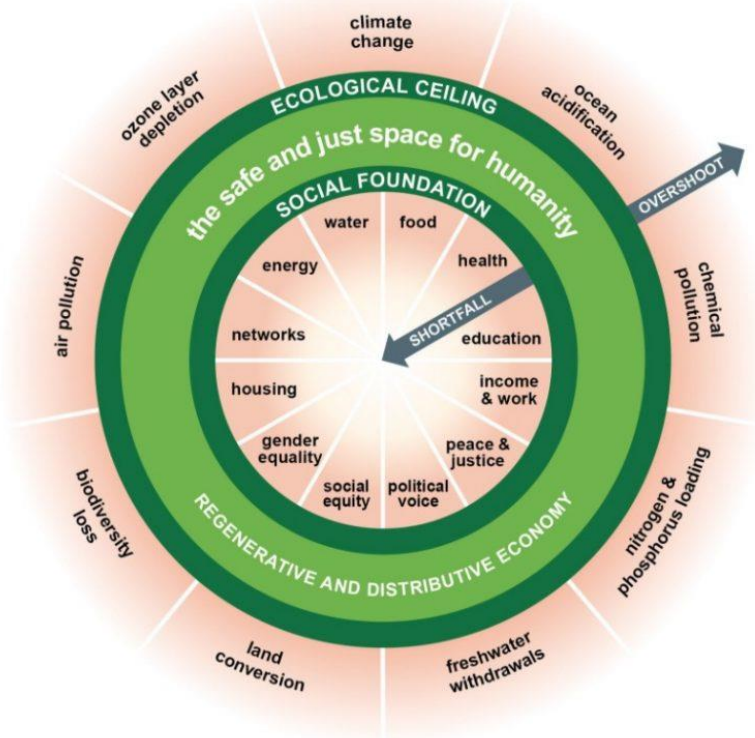 climate
change
ocean
acidification
chemical
pollution
nitrogen &
phosphorus loading
freshwater
withdrawals
land
conversion
biodiversity
loss
air pollution
ozone layer
depletion
ECOLOGICAL CEILING
the safe and just space for humanity
SOCIAL FOUNDATION
OVERSHOOT
SHORTFALL
water
food
health
education
income
& work
peace &
justice
political
voice
social
equity
gender
equality
housing
networks
energy
REGENERATIVE AND DISTRIBUTIVE ECONOMY